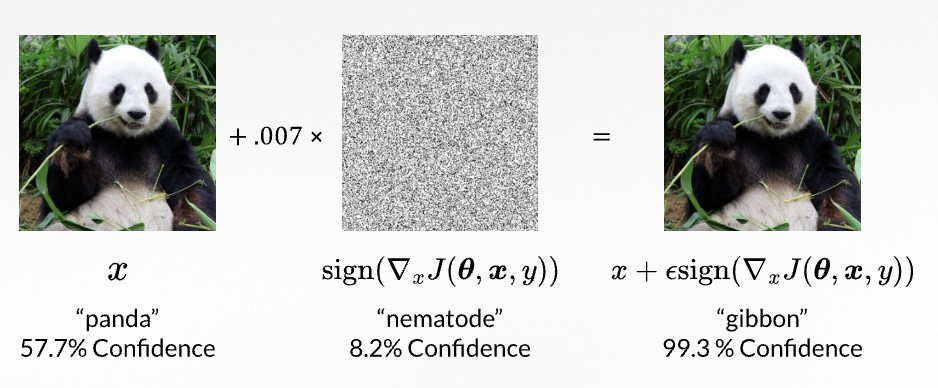 + .007 ×
=
x
sign(∇ₓJ(θ, x, y))
x + ϵsign(∇ₓJ(θ, x, y))
“panda”
57.7% Confidence
“nematode”
8.2% Confidence
“gibbon”
99.3 % Confidence